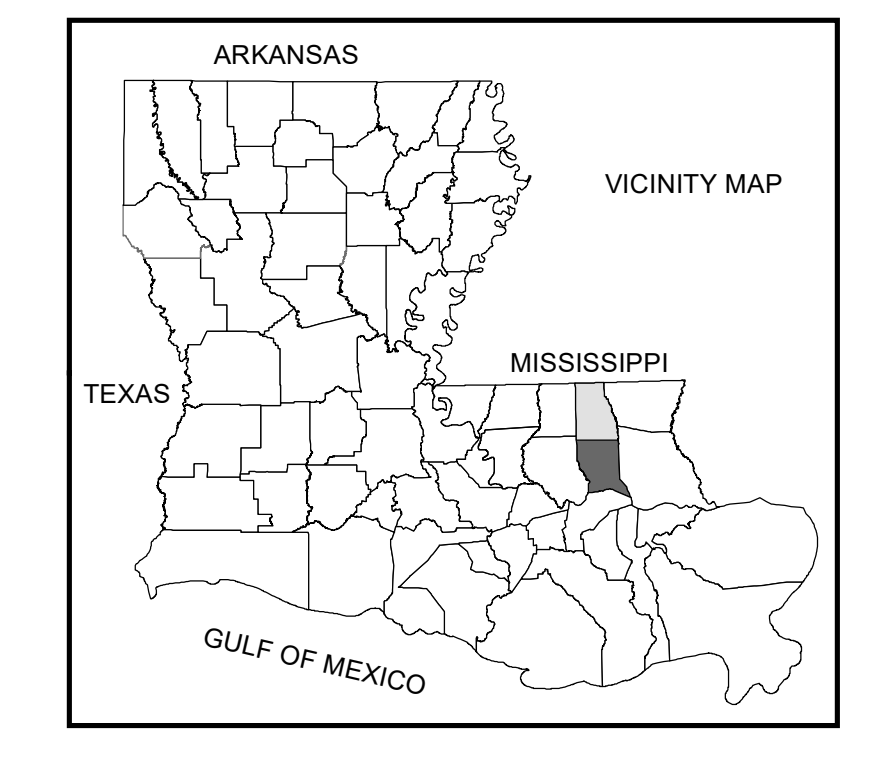 ARKANSAS
VICINITY MAP
MISSISSIPPI
TEXAS
GULF OF MEXICO